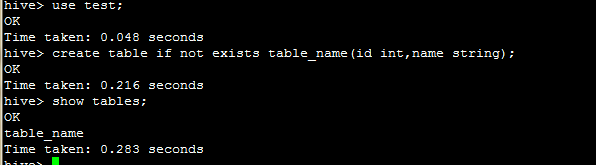 hive> use test;
OK
Time taken: 0.048 seconds
hive> create table if not exists table_name(id int,name string);
OK
Time taken: 0.216 seconds
hive> show tables;
OK
table_name
Time taken: 0.283 seconds
hive>